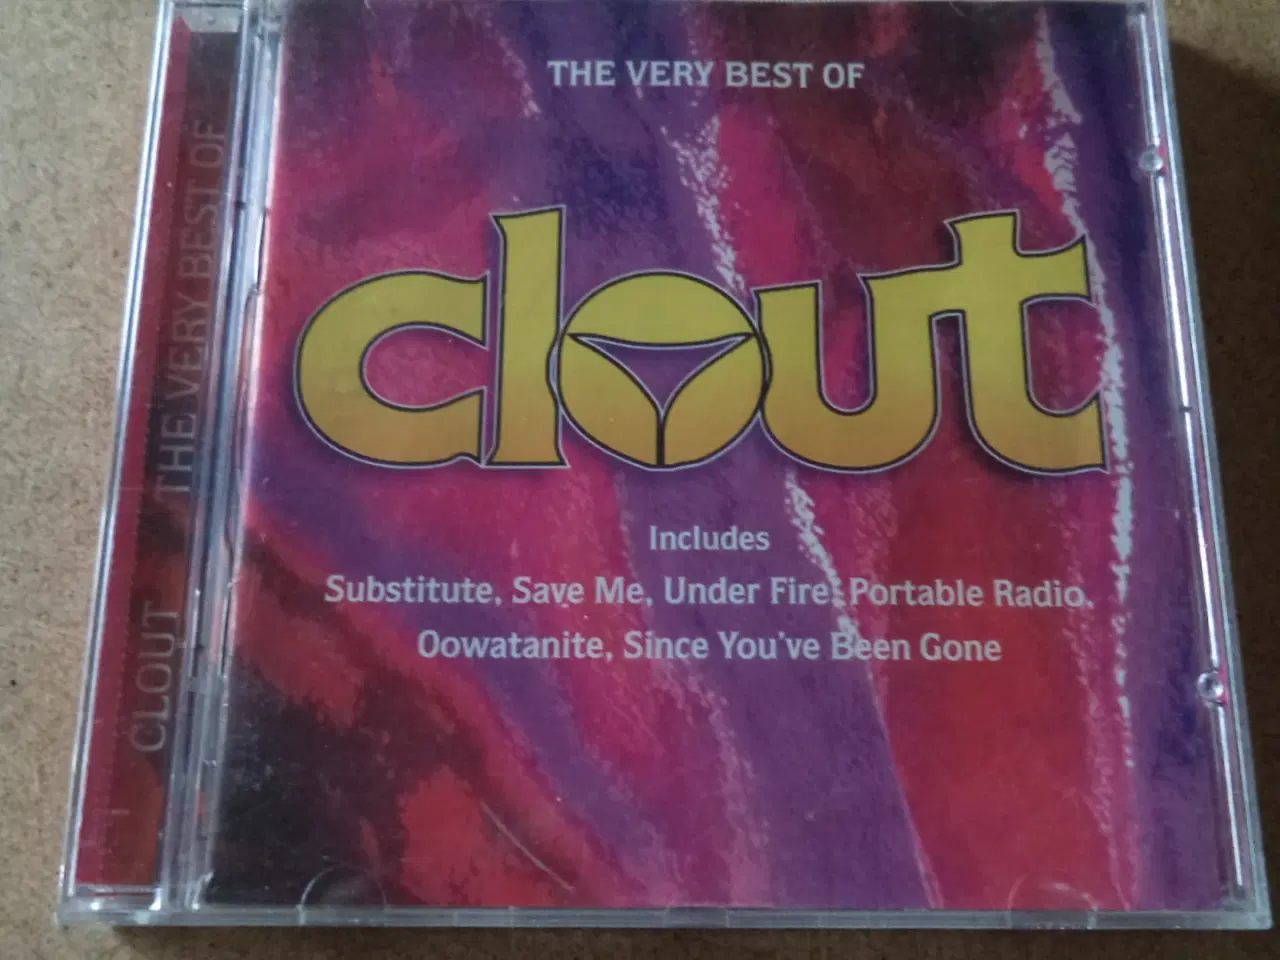 THE VERY BEST OF
clout
Includes
Substitute, Save Me, Under Fire, Portable Radio,
Oowatanite, Since You've Been Gone
CLOUT THE VERY BEST OF